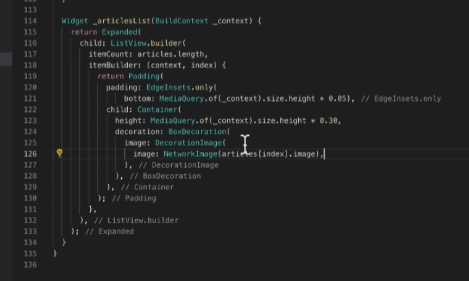 113
114 Widget _articlesList(BuildContext _context) {
115 return Expanded(
116 child: ListView.builder(
117 itemCount: articles.length,
118 itemBuilder: (context, index) {
119 return Padding(
120 padding: EdgeInsets.only(
121 bottom: MediaQuery.of(_context).size.height * 0.05), // EdgeInsets.only
122 child: Container(
123 height: MediaQuery.of(_context).size.height * 0.30,
124 decoration: BoxDecoration(
125 image: DecorationImage(
126 image: NetworkImage(articles[index].image),
127 ), // DecorationImage
128 ), // BoxDecoration
129 ), // Container
130 ); // Padding
131 },
132 ), // ListView.builder
133 ); // Expanded
134 }
135 }
136